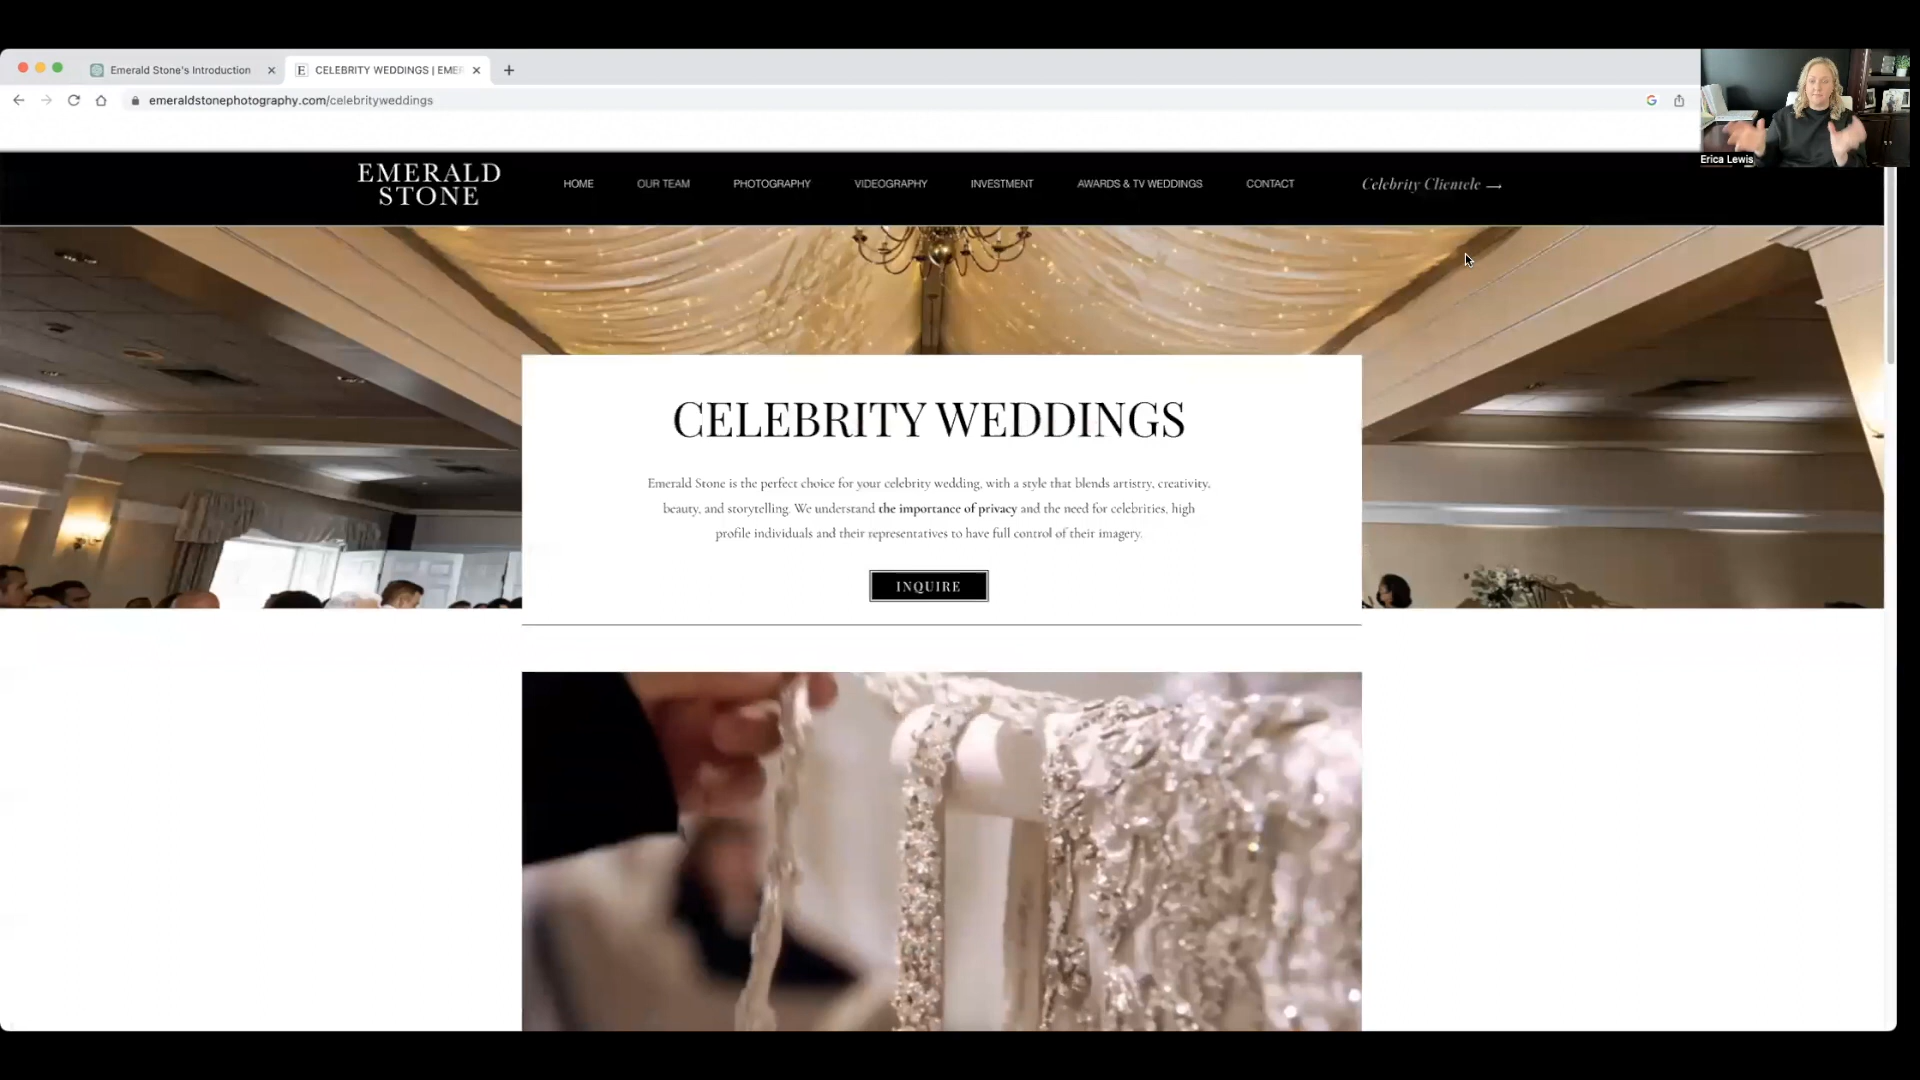 Emerald Stone's Introduction
E CELEBRITY WEDDINGS | EMER
emeraldstonephotography.com/celebrityweddings
Erica Lewis
EMERALD
STONE
HOME OUR TEAM PHOTOGRAPHY VIDEOGRAPHY INVESTMENT AWARDS & TV WEDDINGS CONTACT Celebrity Clientele →
CELEBRITY WEDDINGS
Emerald Stone is the perfect choice for your celebrity wedding, with a style that blends artistry, creativity,
beauty, and storytelling. We understand the importance of privacy and the need for celebrities, high
profile individuals and their representatives to have full control of their imagery.
INQUIRE